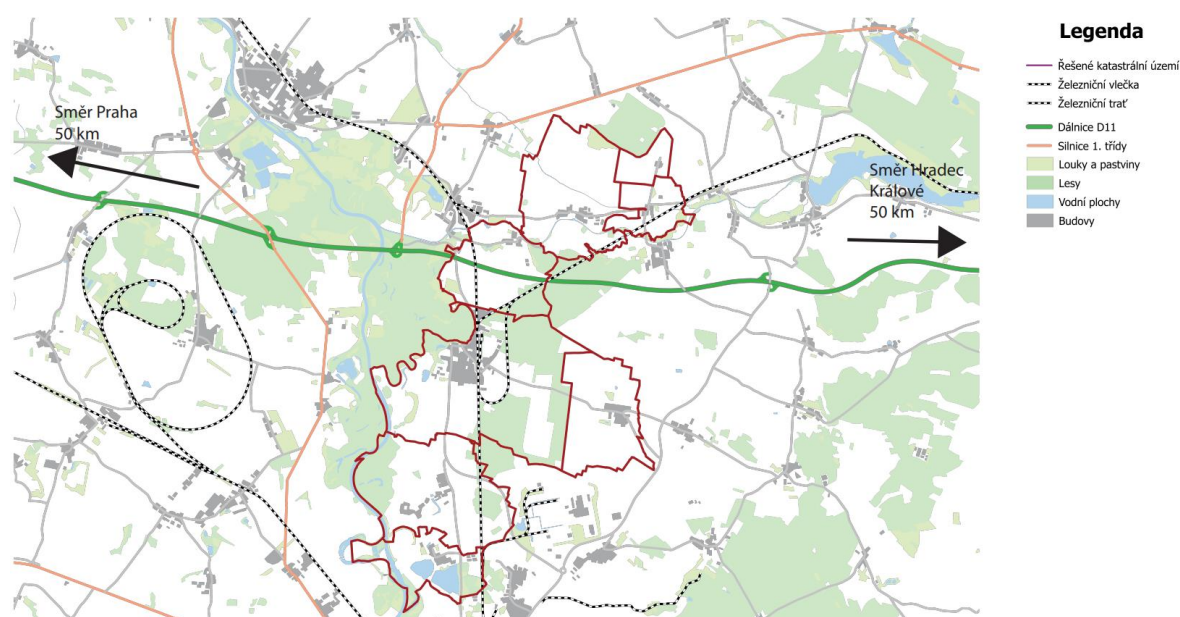 Směr Praha
50 km
Směr Hradec
Králové
50 km
Legenda
Řešené katastrální území
Železniční vlečka
Železniční trať
Dálnice D11
Silnice 1. třídy
Louky a pastviny
Lesy
Vodní plochy
Budovy